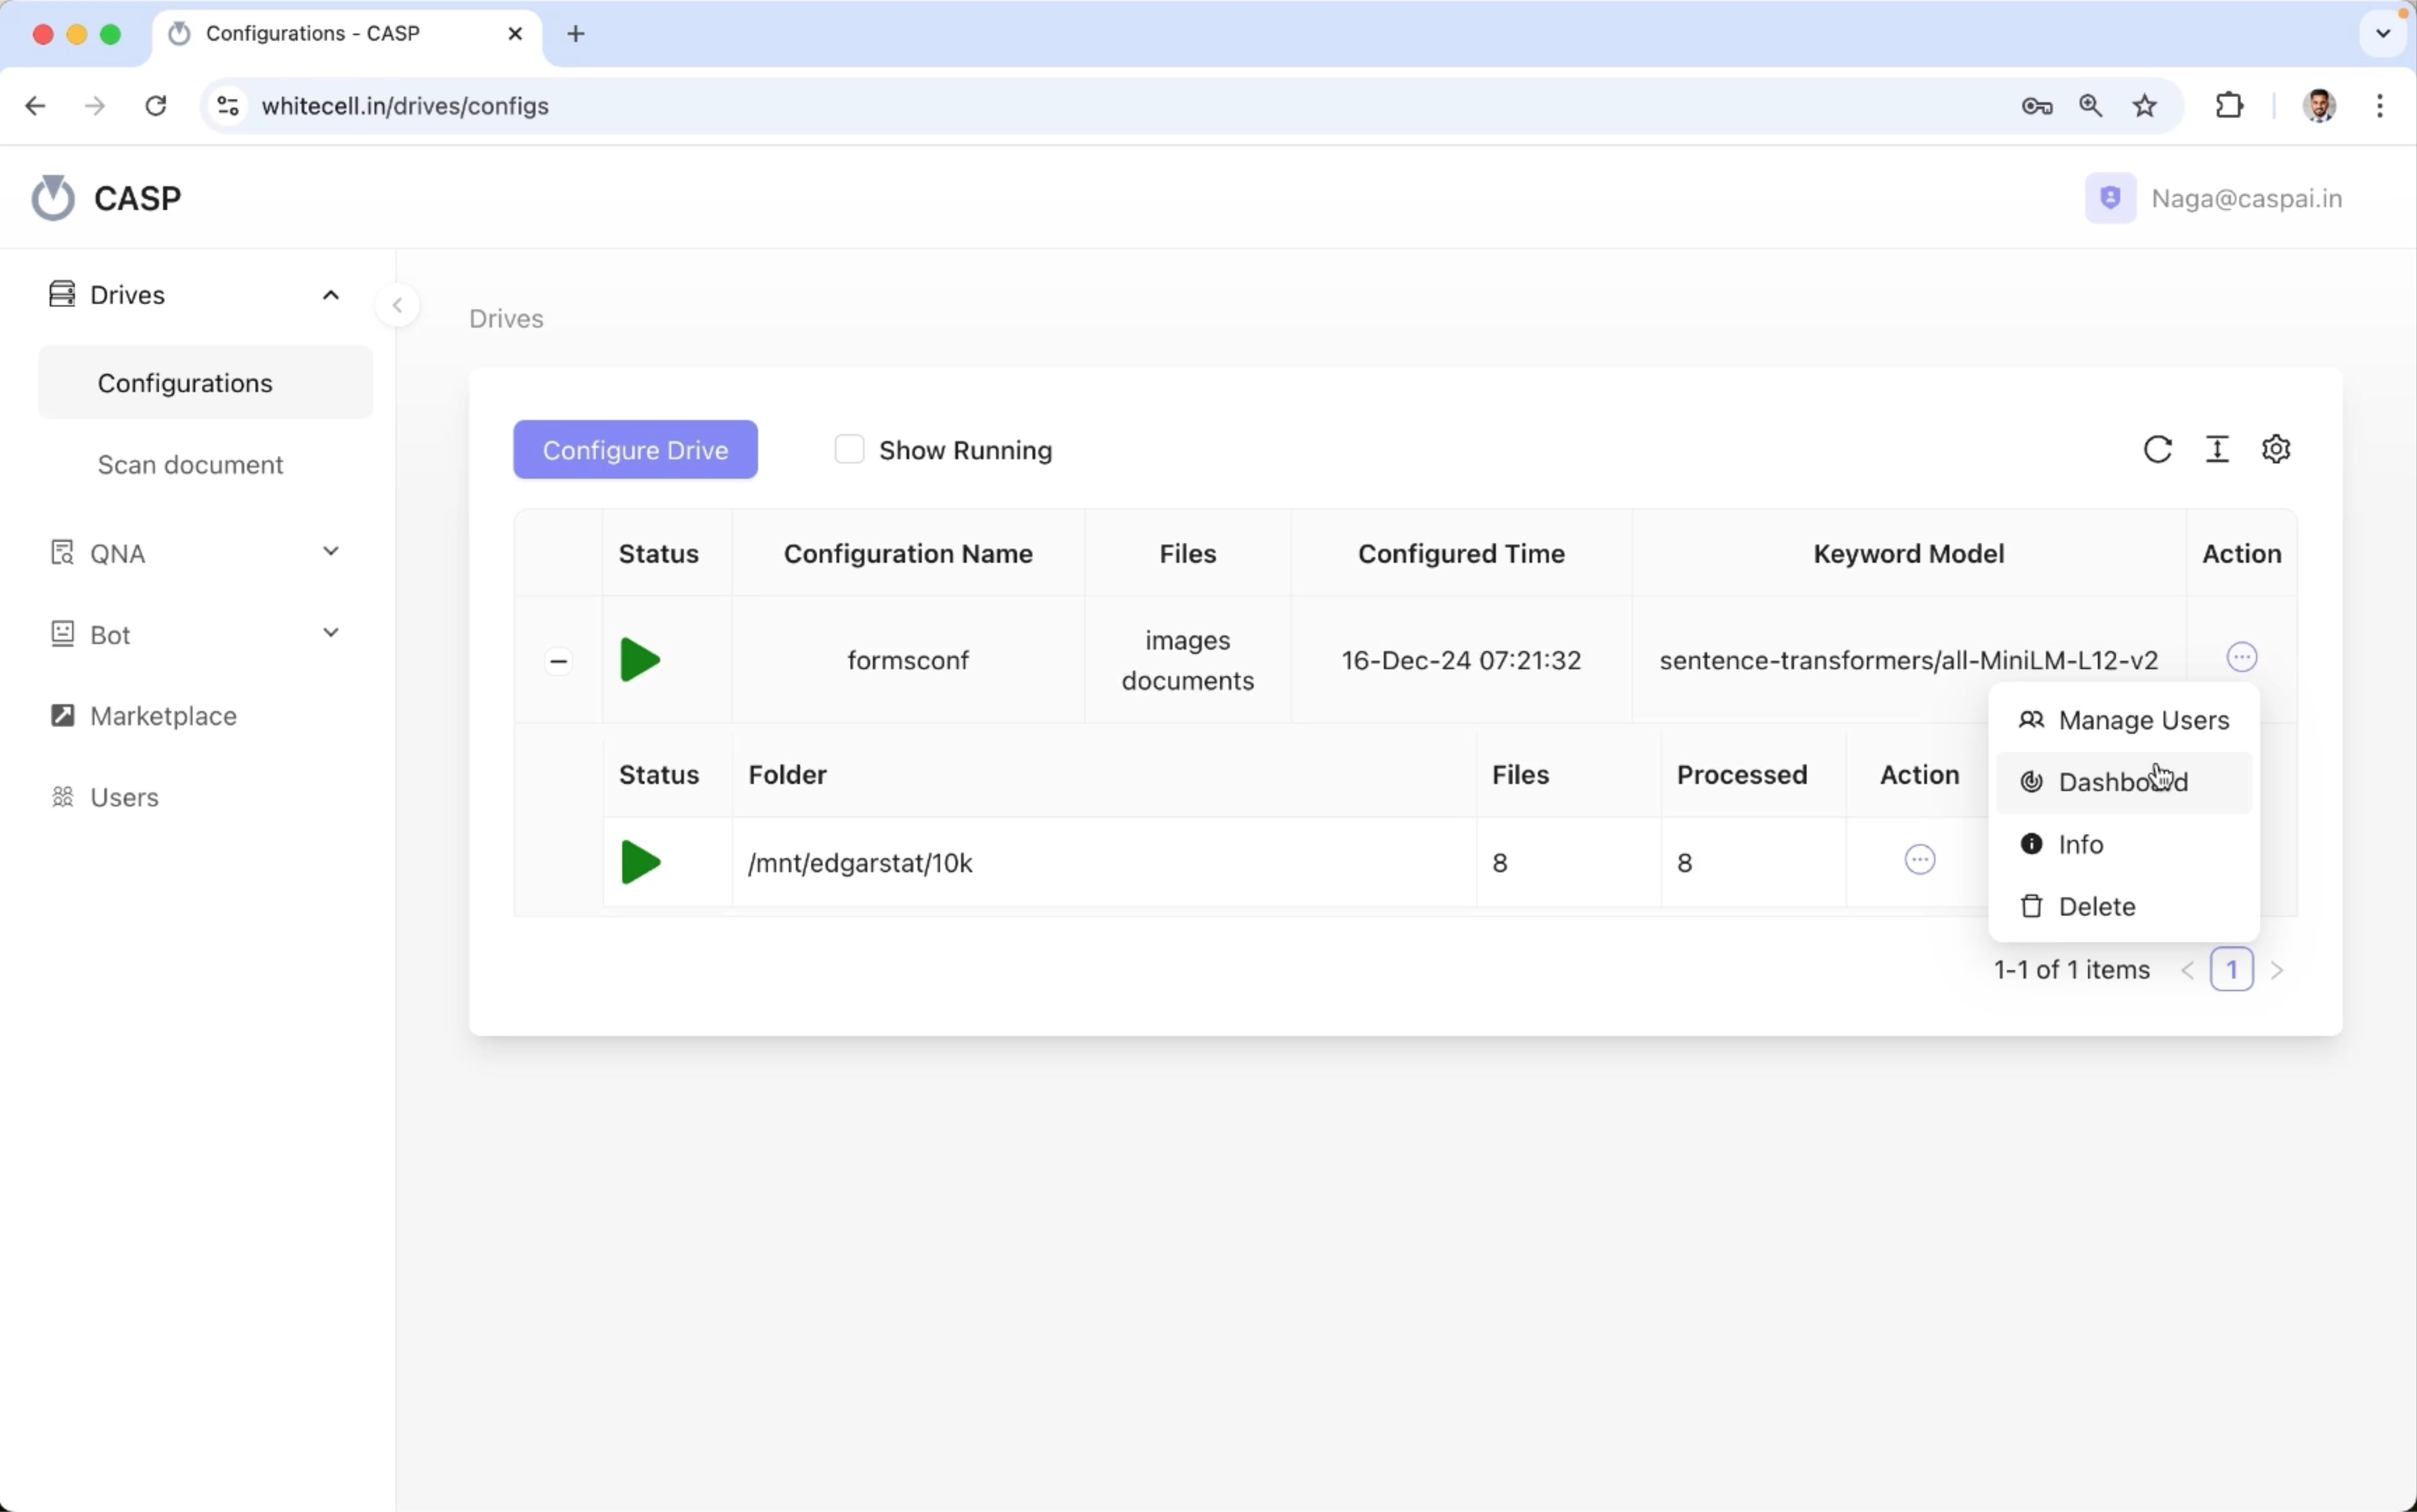 Configurations - CASP
whitecell.in/drives/configs
CASP
Naga@caspai.in
Drives
Configurations
Scan document
QNA
Bot
Marketplace
Users
Drives
Configure Drive
Show Running
Status Configuration Name Files Configured Time Keyword Model Action
formsconf images documents 16-Dec-24 07:21:32 sentence-transformers/all-MiniLM-L12-v2
Manage Users
Dashboard
Info
Delete
Status Folder Files Processed Action
/mnt/edgarstat/10k 8 8
1-1 of 1 items < 1 >